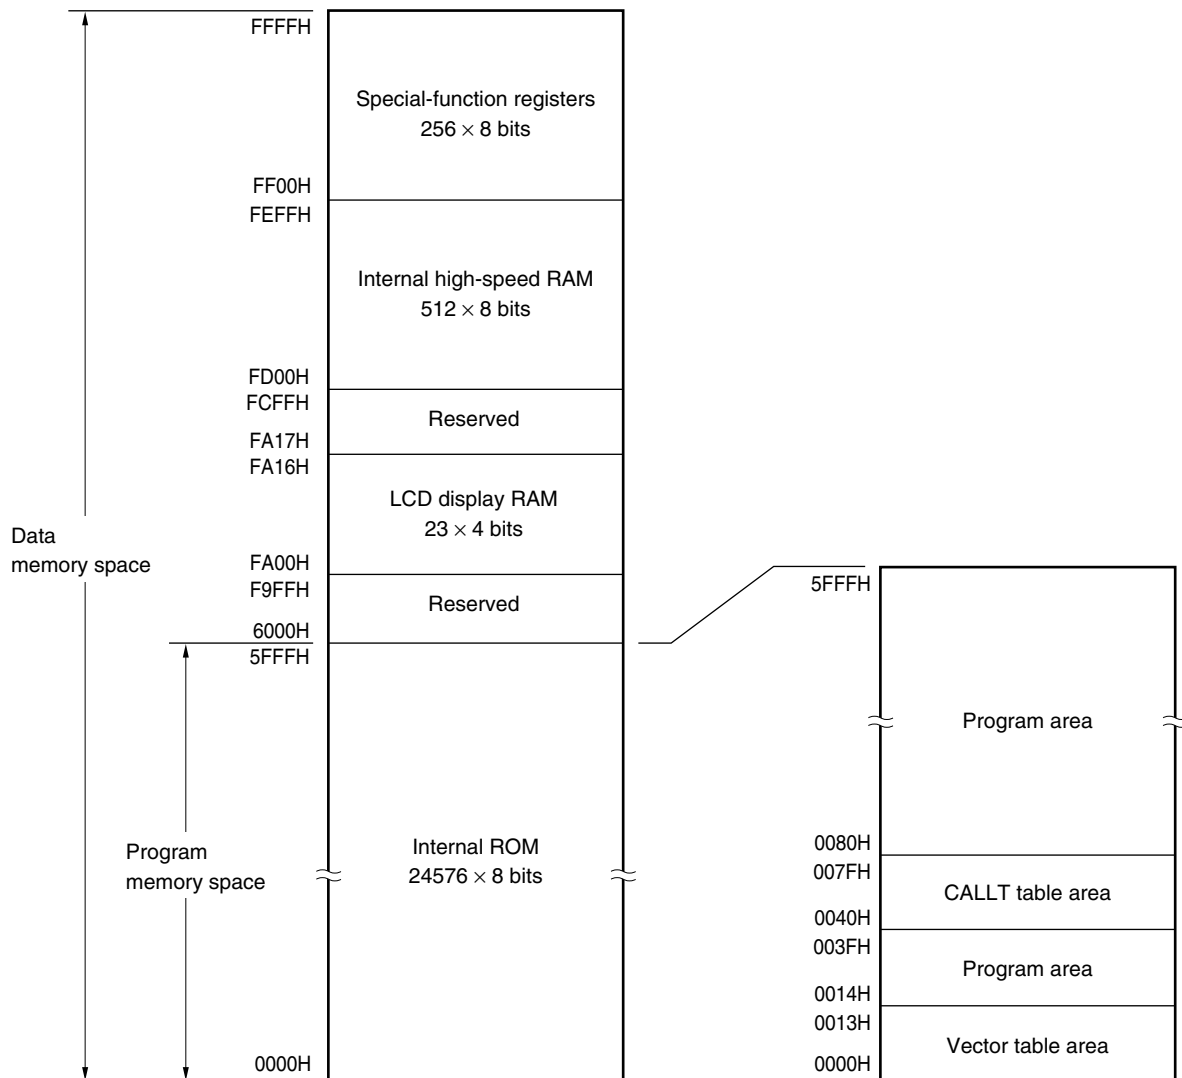 FFFFH
Special-function registers
256 × 8 bits
FF00H
FEFFH
Internal high-speed RAM
512 × 8 bits
FD00H
FCFFH
Reserved
FA17H
FA16H
LCD display RAM
23 × 4 bits
Data
memory space
FA00H
F9FFH
Reserved
6000H
5FFFH
Program
memory space
Internal ROM
24576 × 8 bits
0000H
5FFFH
Program area
0080H
007FH
CALLT table area
0040H
003FH
Program area
0014H
0013H
Vector table area
0000H